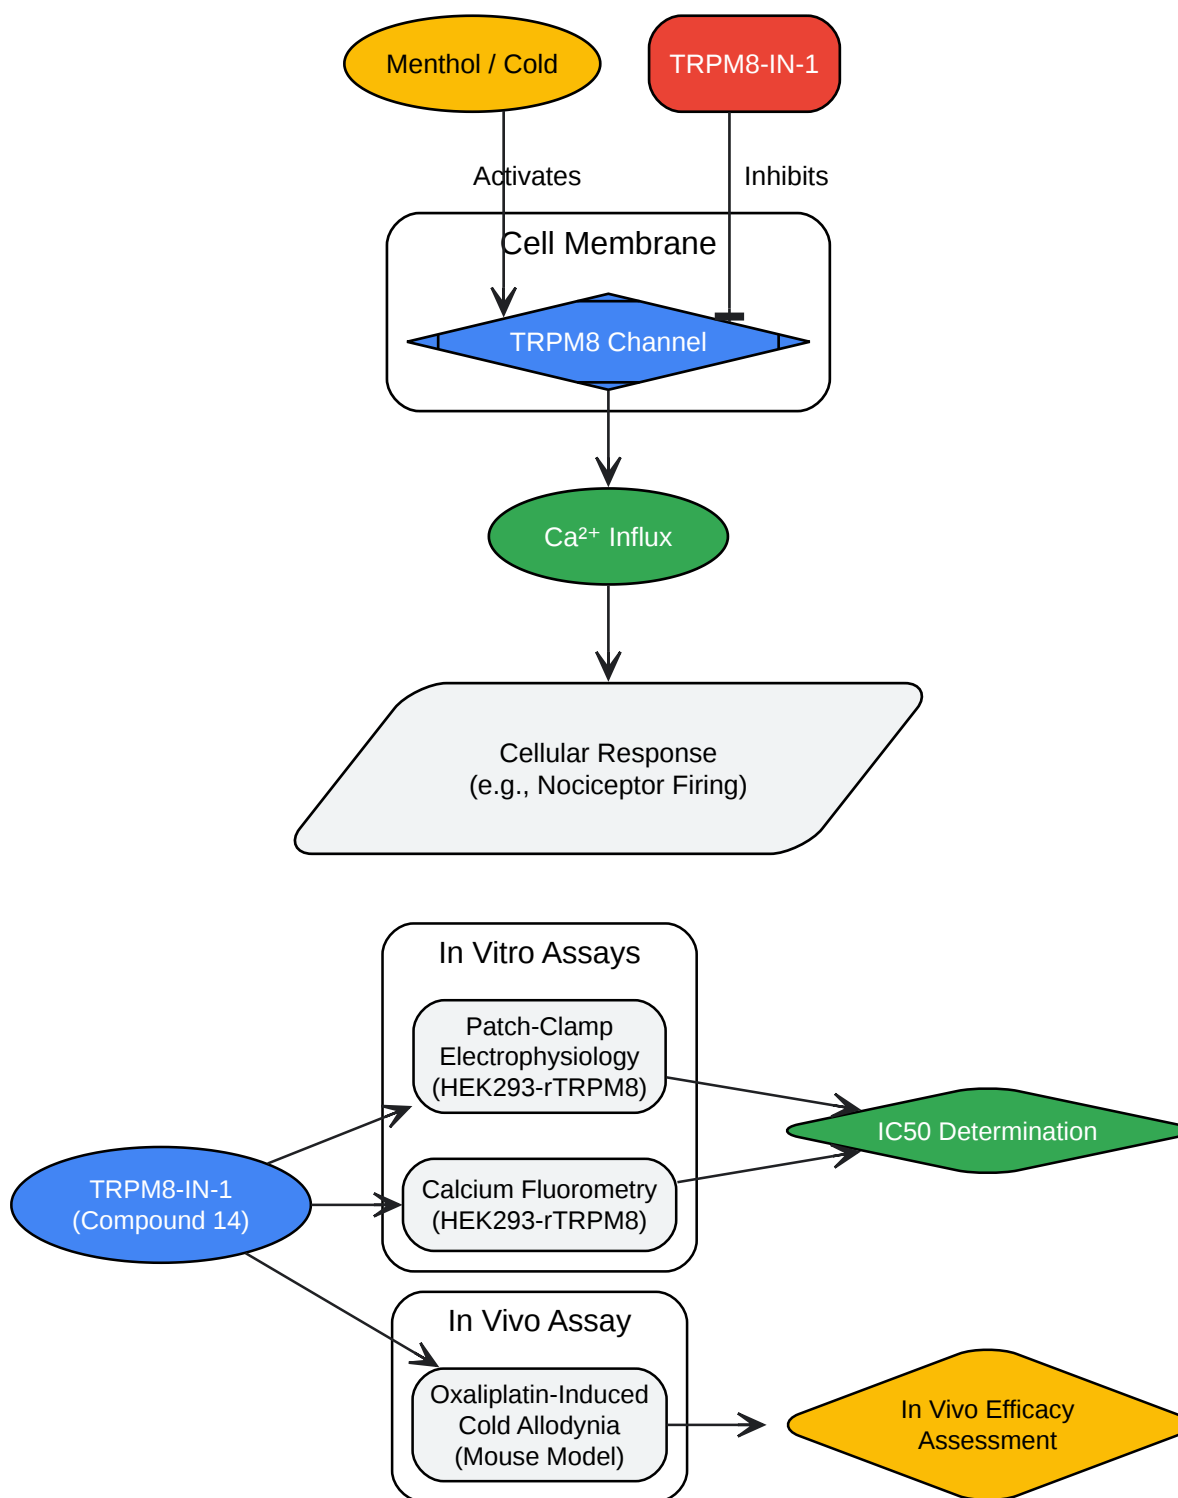 Menthol / Cold
TRPM8-IN-1
Activates
Inhibits
Cell Membrane
TRPM8 Channel
Ca²⁺ Influx
Cellular Response
(e.g., Nociceptor Firing)
In Vitro Assays
Patch-Clamp
Electrophysiology
(HEK293-rTRPM8)
IC50 Determination
TRPM8-IN-1
(Compound 14)
Calcium Fluorometry
(HEK293-rTRPM8)
In Vivo Assay
Oxaliplatin-Induced
Cold Allodynia
(Mouse Model)
In Vivo Efficacy
Assessment